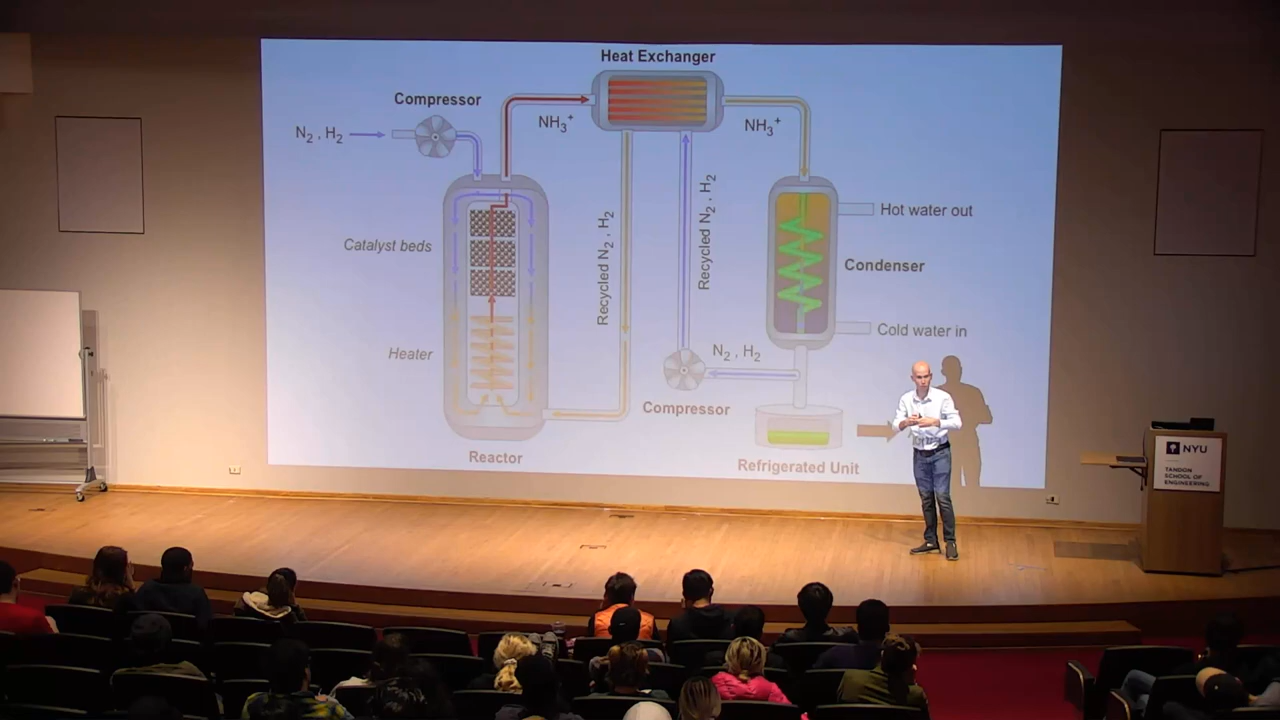 Heat Exchanger
Compressor
N₂ , H₂
NH₃⁺
NH₃⁺
Catalyst beds
Heater
Reactor
Recycled N₂ , H₂
Recycled N₂ , H₂
N₂ , H₂
Compressor
Hot water out
Condenser
Cold water in
Refrigerated Unit
NYU
TANDON
SCHOOL OF
ENGINEERING